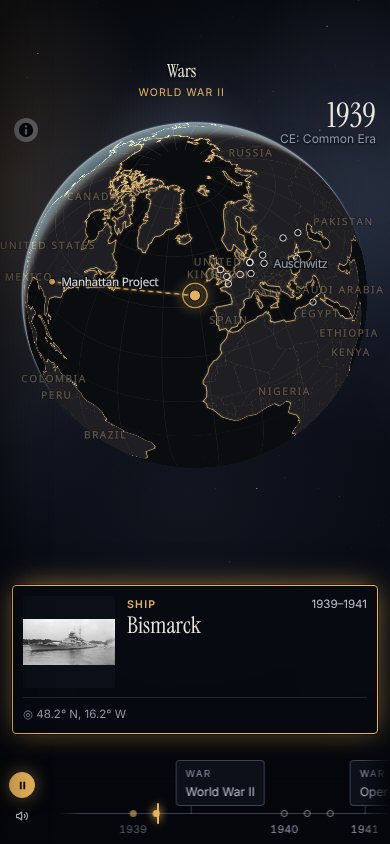 Wars
WORLD WAR II
1939
CE: Common Era
RUSSIA
CANADA
PAKISTAN
UNITED STATES
UNITED
Auschwitz
KING
MEXICO
Manhattan Project
SAUDI ARABIA
SPAIN
EGYPT
ETHIOPIA
KENYA
COLOMBIA
NIGERIA
PERU
BRAZIL
SHIP
1939–1941
Bismarck
48.2° N, 16.2° W
WAR
World War II
WAR
Oper
1939
1940
1941